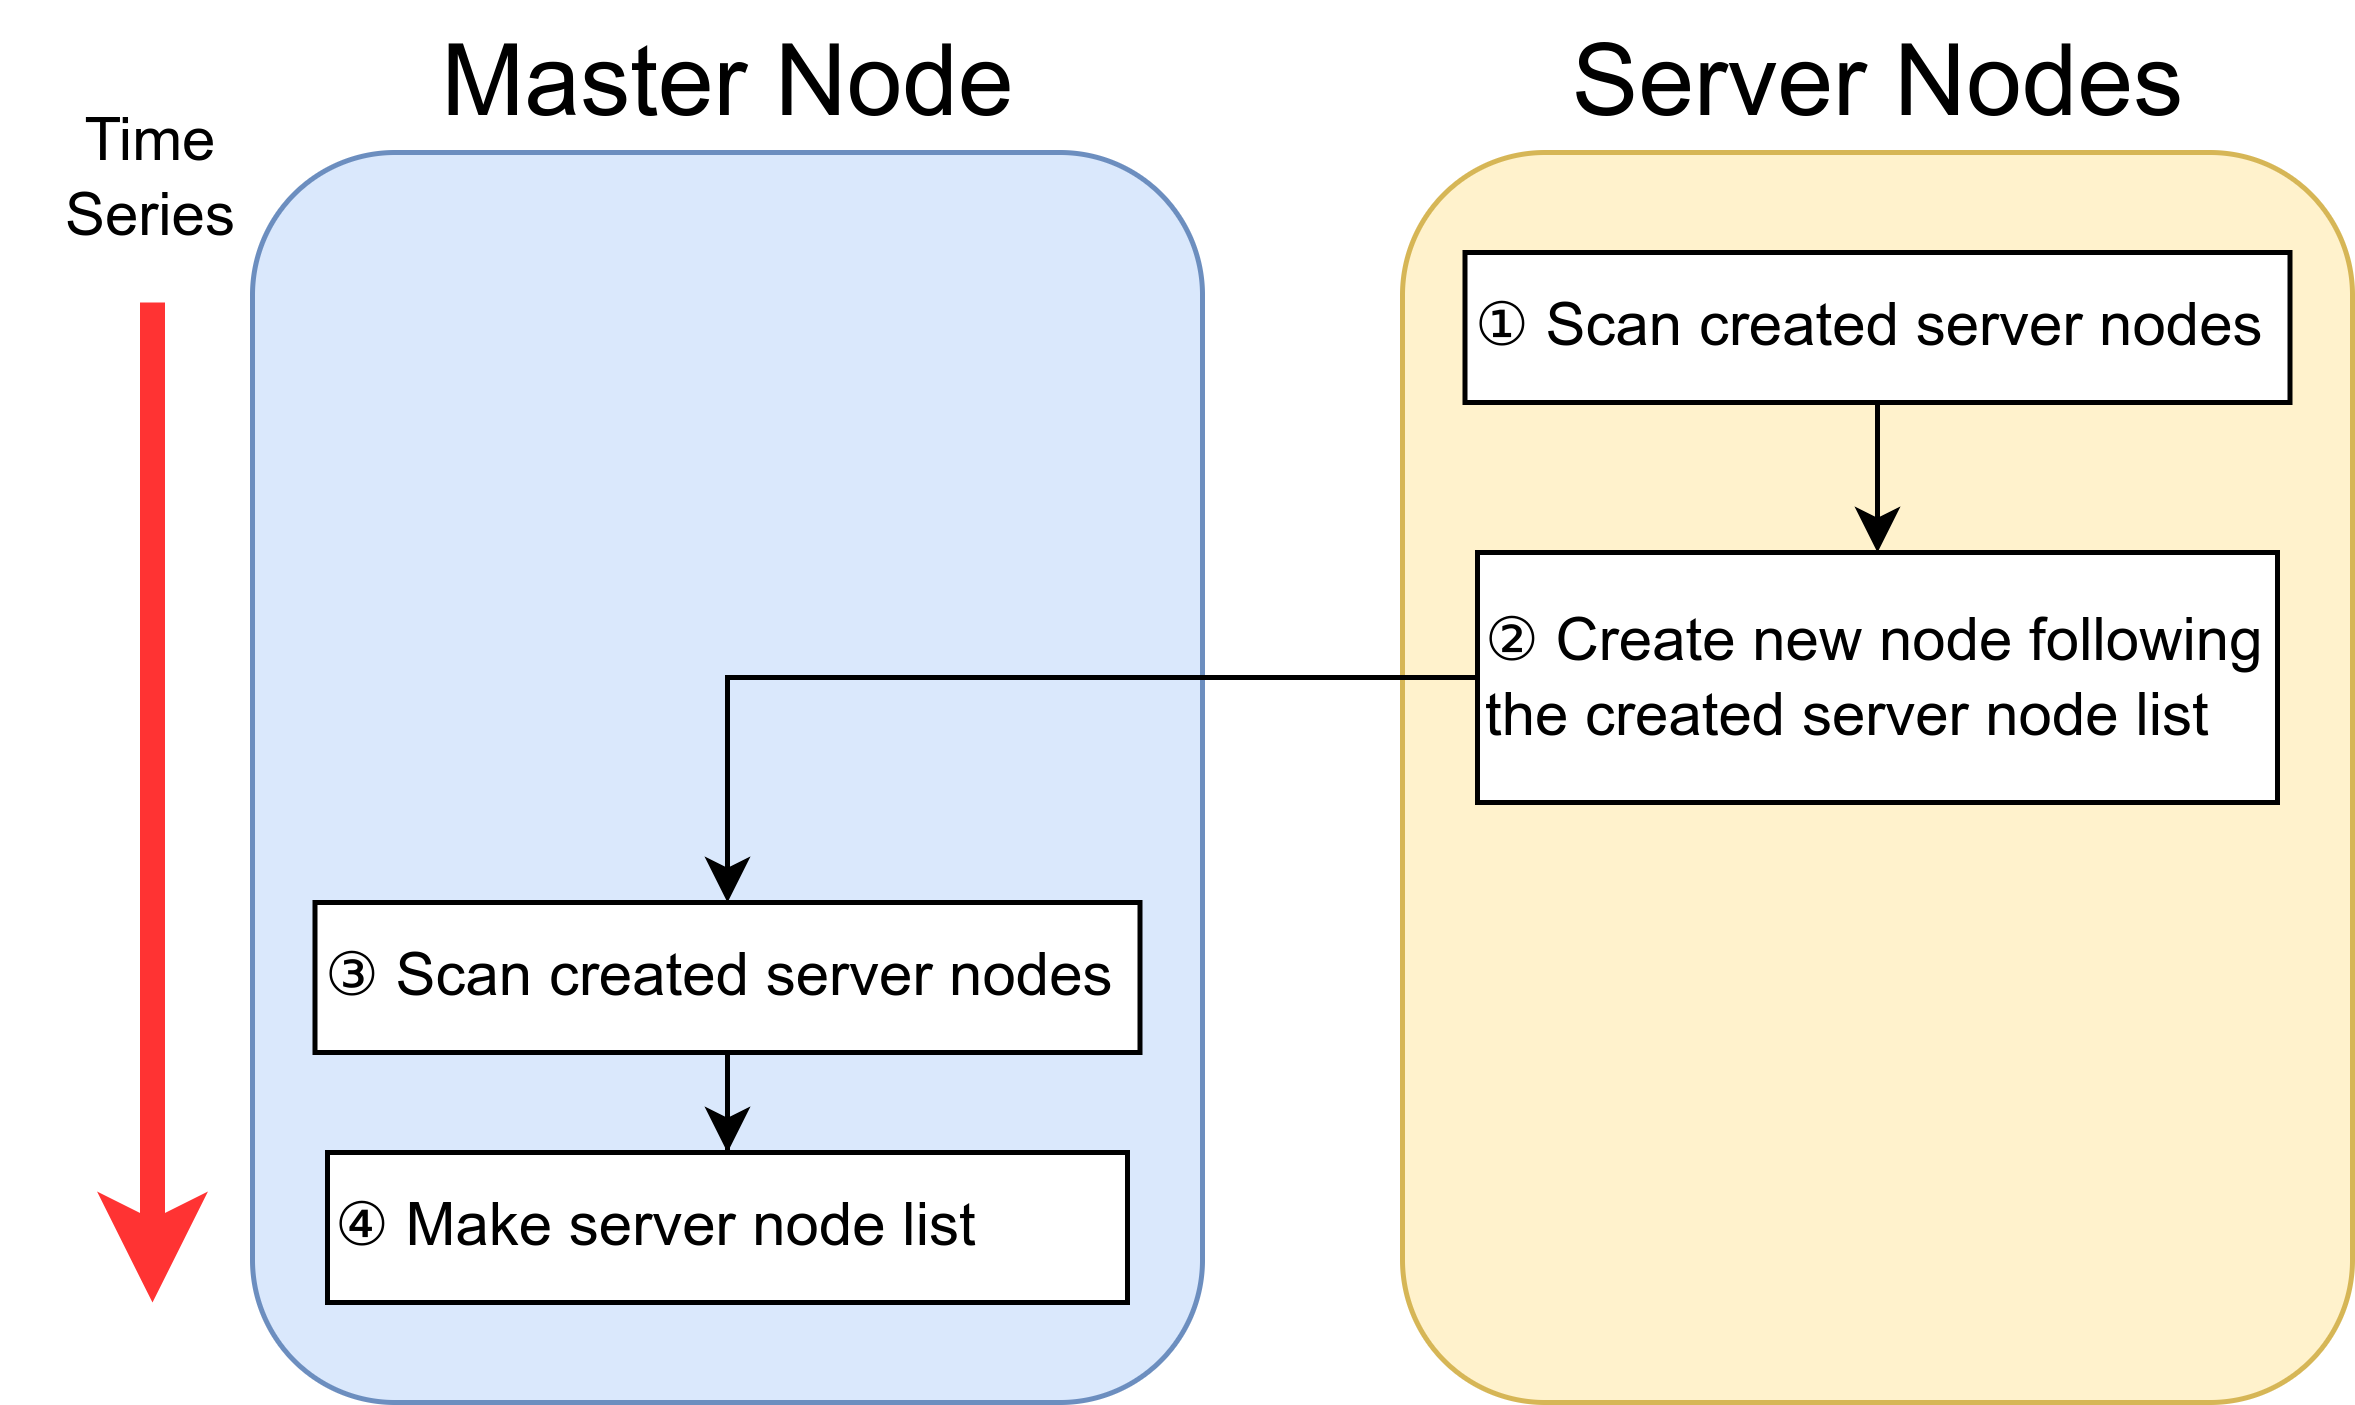 Master Node
Server Nodes
Time
Series
① Scan created server nodes
② Create new node following
the created server node list
③ Scan created server nodes
④ Make server node list